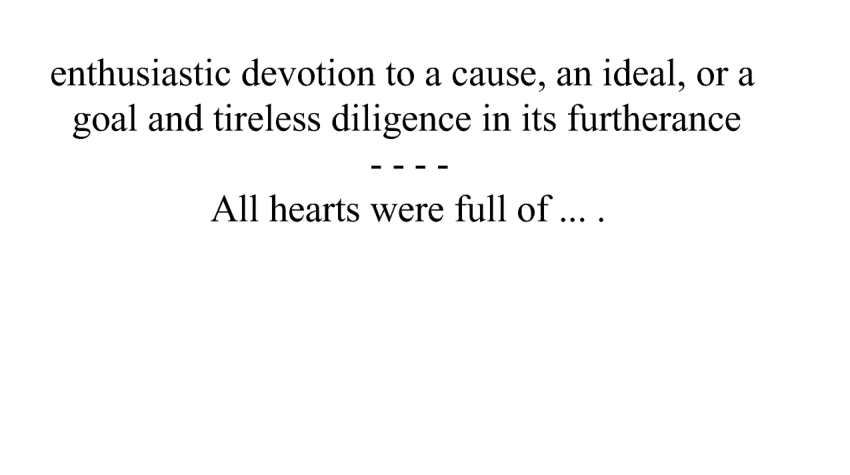 enthusiastic devotion to a cause, an ideal, or a
goal and tireless diligence in its furtherance
- - - -
All hearts were full of ... .